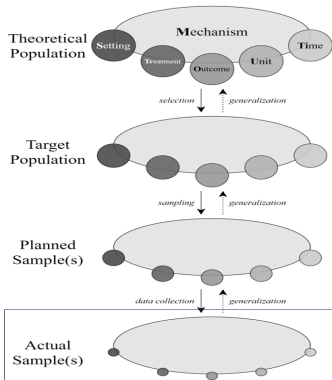 Theoretical
Population
Mechanism
Setting
Treatment
Outcome
Unit
Time
selection
generalization
Target
Population
sampling
generalization
Planned
Sample(s)
data collection
generalization
Actual
Sample(s)